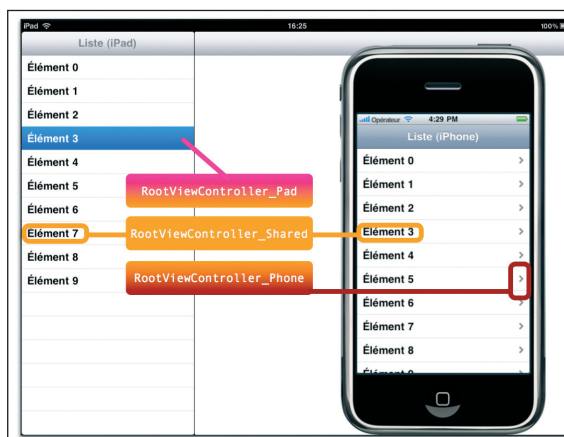 iPad 16:25 100%
Liste (iPad)
Élément 0
Élément 1
Élément 2
Élément 3
Élément 4
Élément 5
Élément 6
Élément 7
Élément 8
Élément 9
RootViewController_Pad
RootViewController_Shared
RootViewController_Phone
Opérateur 4:29 PM
Liste (iPhone)
Élément 0
Élément 1
Élément 2
Élément 3
Élément 4
Élément 5
Élément 6
Élément 7
Élément 8
Élément 9